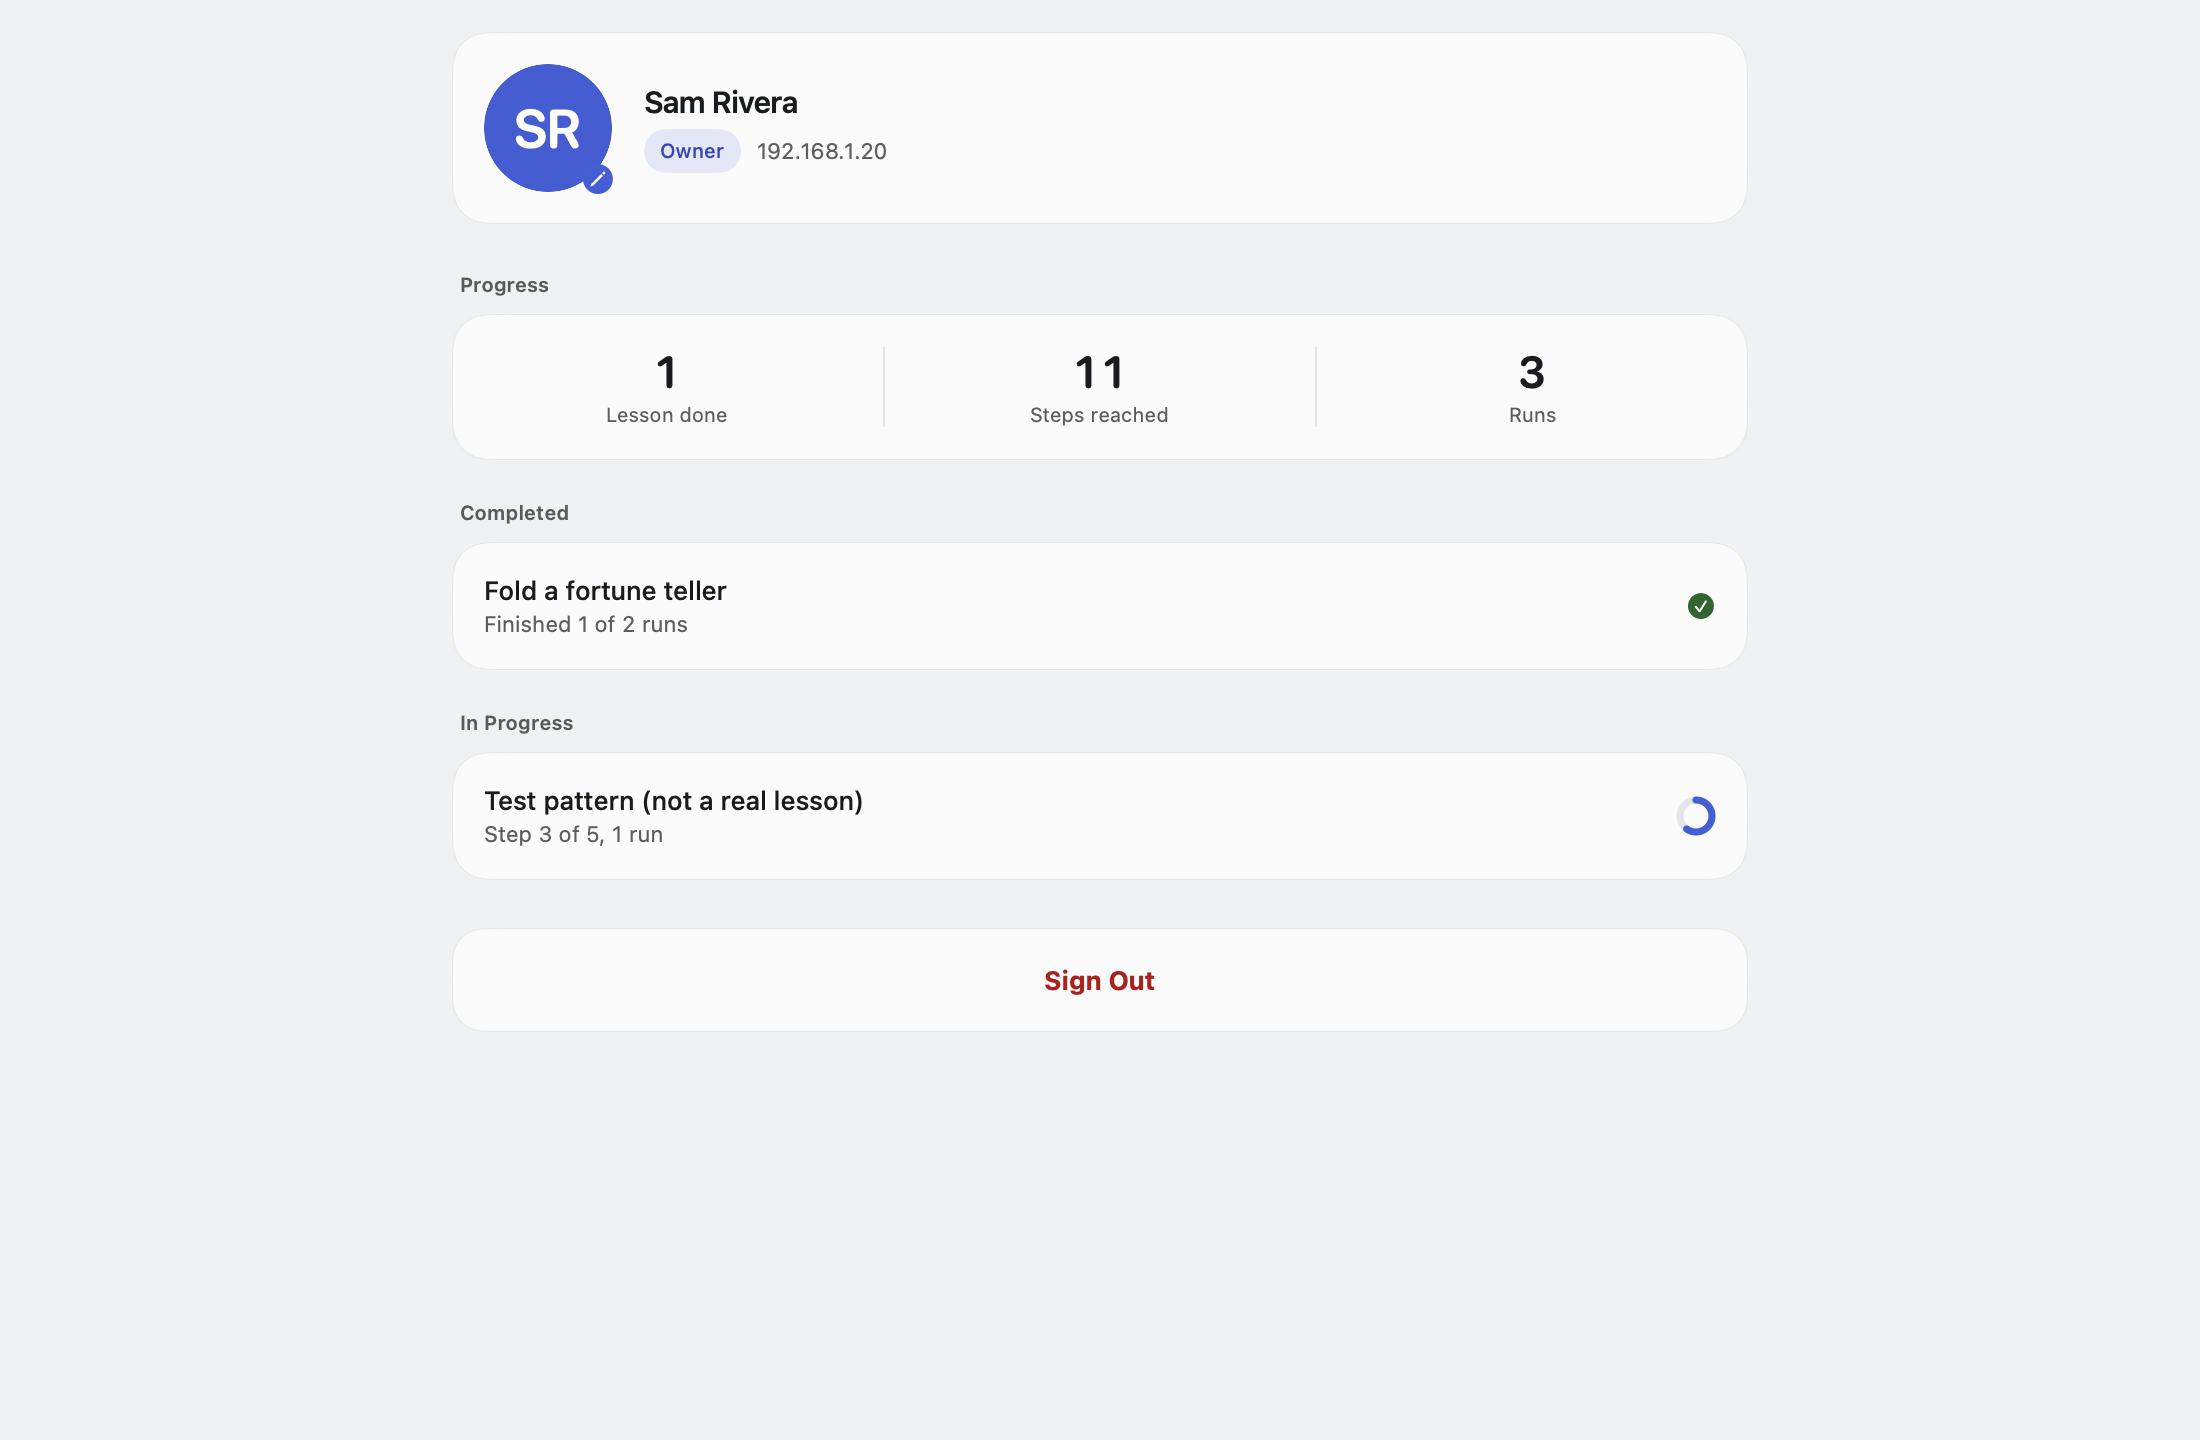 SR
Sam Rivera
Owner 192.168.1.20
Progress
1 11 3
Lesson done Steps reached Runs
Completed
Fold a fortune teller
Finished 1 of 2 runs
In Progress
Test pattern (not a real lesson)
Step 3 of 5, 1 run
Sign Out